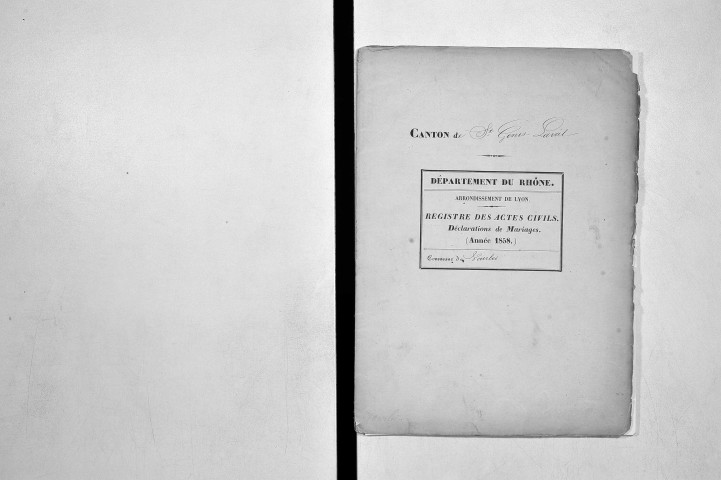 CANTON de St Genis Laval
DÉPARTEMENT DU RHÔNE.
ARRONDISSEMENT DE LYON
REGISTRE DES ACTES CIVILS.
Déclarations de Mariages.
(Année 1858.)
Commune de Vourles